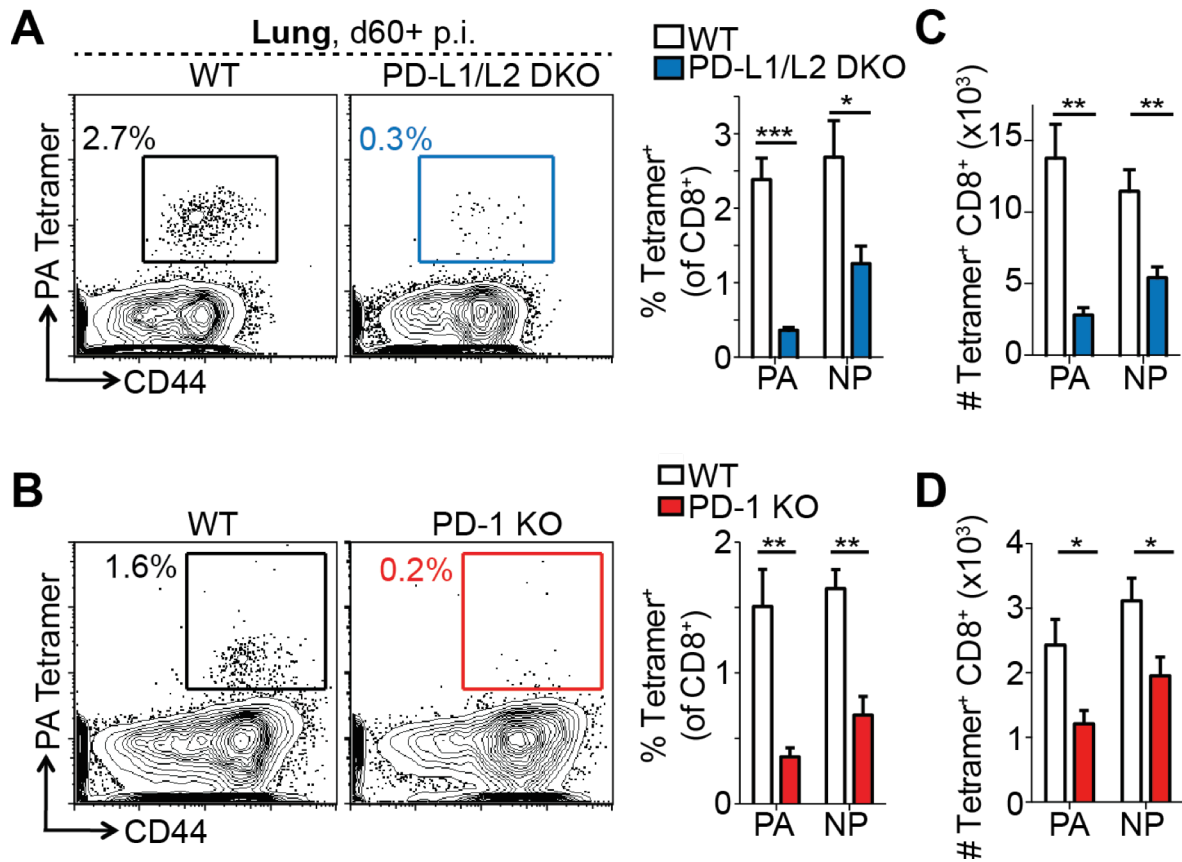 A
Lung, d60+ p.i.
WT
PD-L1/L2 DKO
2.7%
0.3%
PA Tetramer
CD44
WT
PD-L1/L2 DKO
% Tetramer⁺
(of CD8⁺)
3
2
1
0
***
*
PA
NP
C
# Tetramer⁺ CD8⁺ (x10³)
15
10
5
0
**
**
PA
NP
B
WT
PD-1 KO
1.6%
0.2%
PA Tetramer
CD44
WT
PD-1 KO
% Tetramer⁺
(of CD8⁺)
2
1
0
**
**
PA
NP
D
# Tetramer⁺ CD8⁺ (x10³)
4
3
2
1
0
*
*
PA
NP